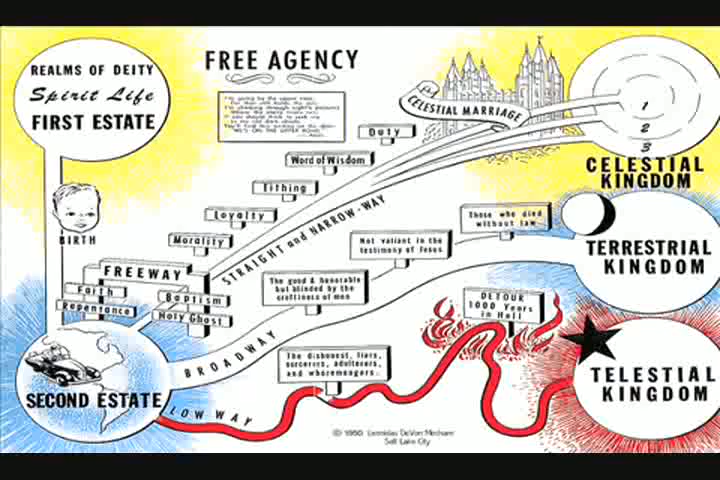 FREE AGENCY
REALMS OF DEITY
Spirit Life
FIRST ESTATE
BIRTH
CELESTIAL MARRIAGE
Duty
Word of Wisdom
Tithing
Loyalty
Morality
FREEWAY
Faith
Repentance
Baptism
Holy Ghost
STRAIGHT and NARROW-WAY
1
2
3
CELESTIAL
KINGDOM
Those who died
without law
Not valiant in the
testimony of Jesus
The good & honorable
but blinded by the
craftiness of men
TERRESTRIAL
KINGDOM
BROADWAY
DETOUR
1000 Years
in Hell
The dishonest, liars,
sorcerers, adulterers,
and whoremongers.
TELESTIAL
KINGDOM
SECOND ESTATE
LOW WAY
© 1950 DeVon
Salt Lake City